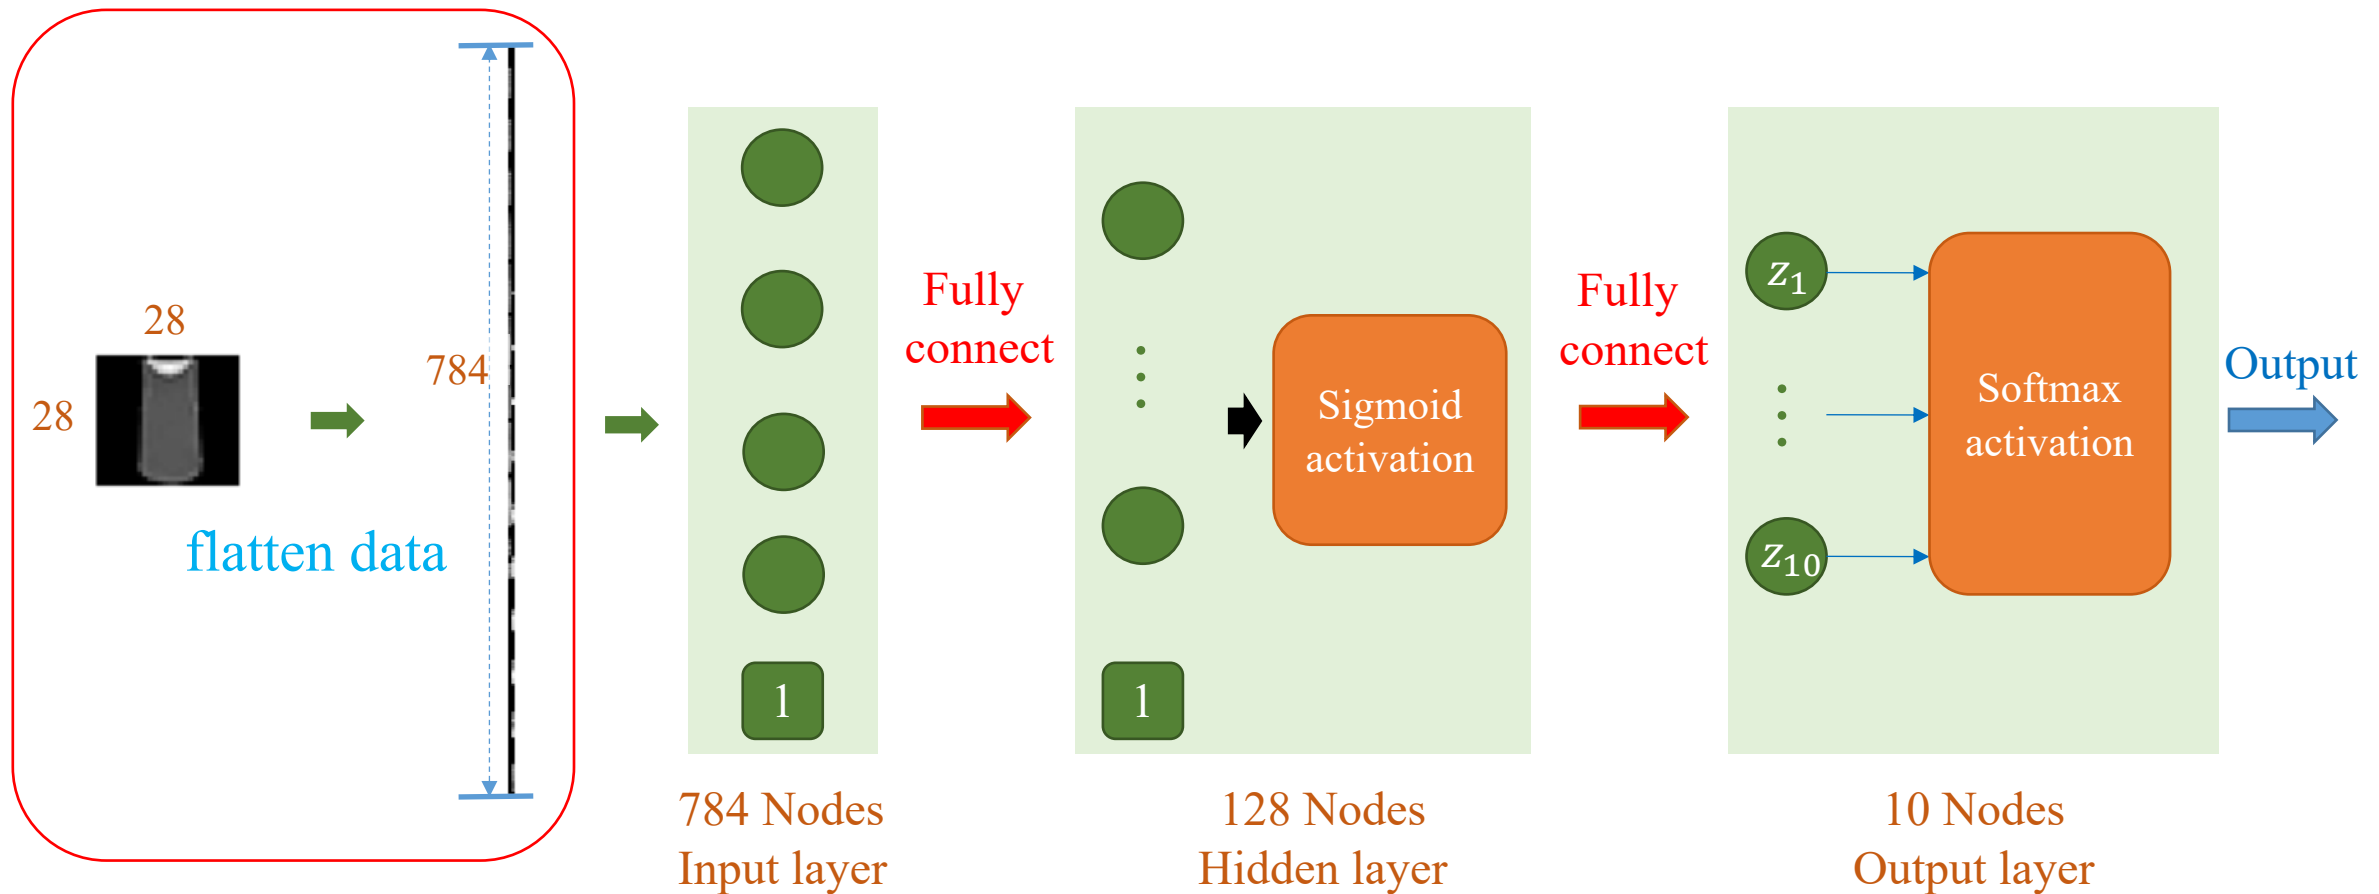 28
28
784
flatten data
1
784 Nodes
Input layer
Fully
connect
1
Sigmoid
activation
128 Nodes
Hidden layer
Fully
connect
z₁
z₁₀
Softmax
activation
10 Nodes
Output layer
Output